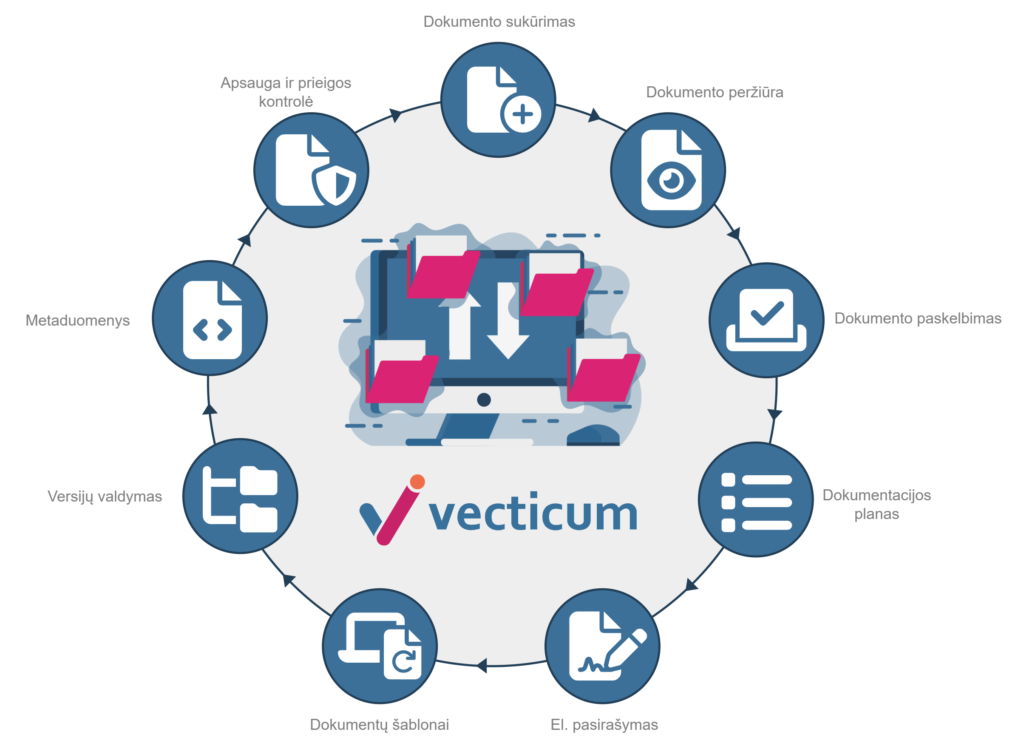 Dokumento sukūrimas
Apsauga ir prieigos
kontrolė
Dokumento peržiūra
Metaduomenys
Dokumento paskelbimas
Versijų valdymas
Dokumentacijos
planas
vecticum
Dokumentų šablonai
El. pasirašymas